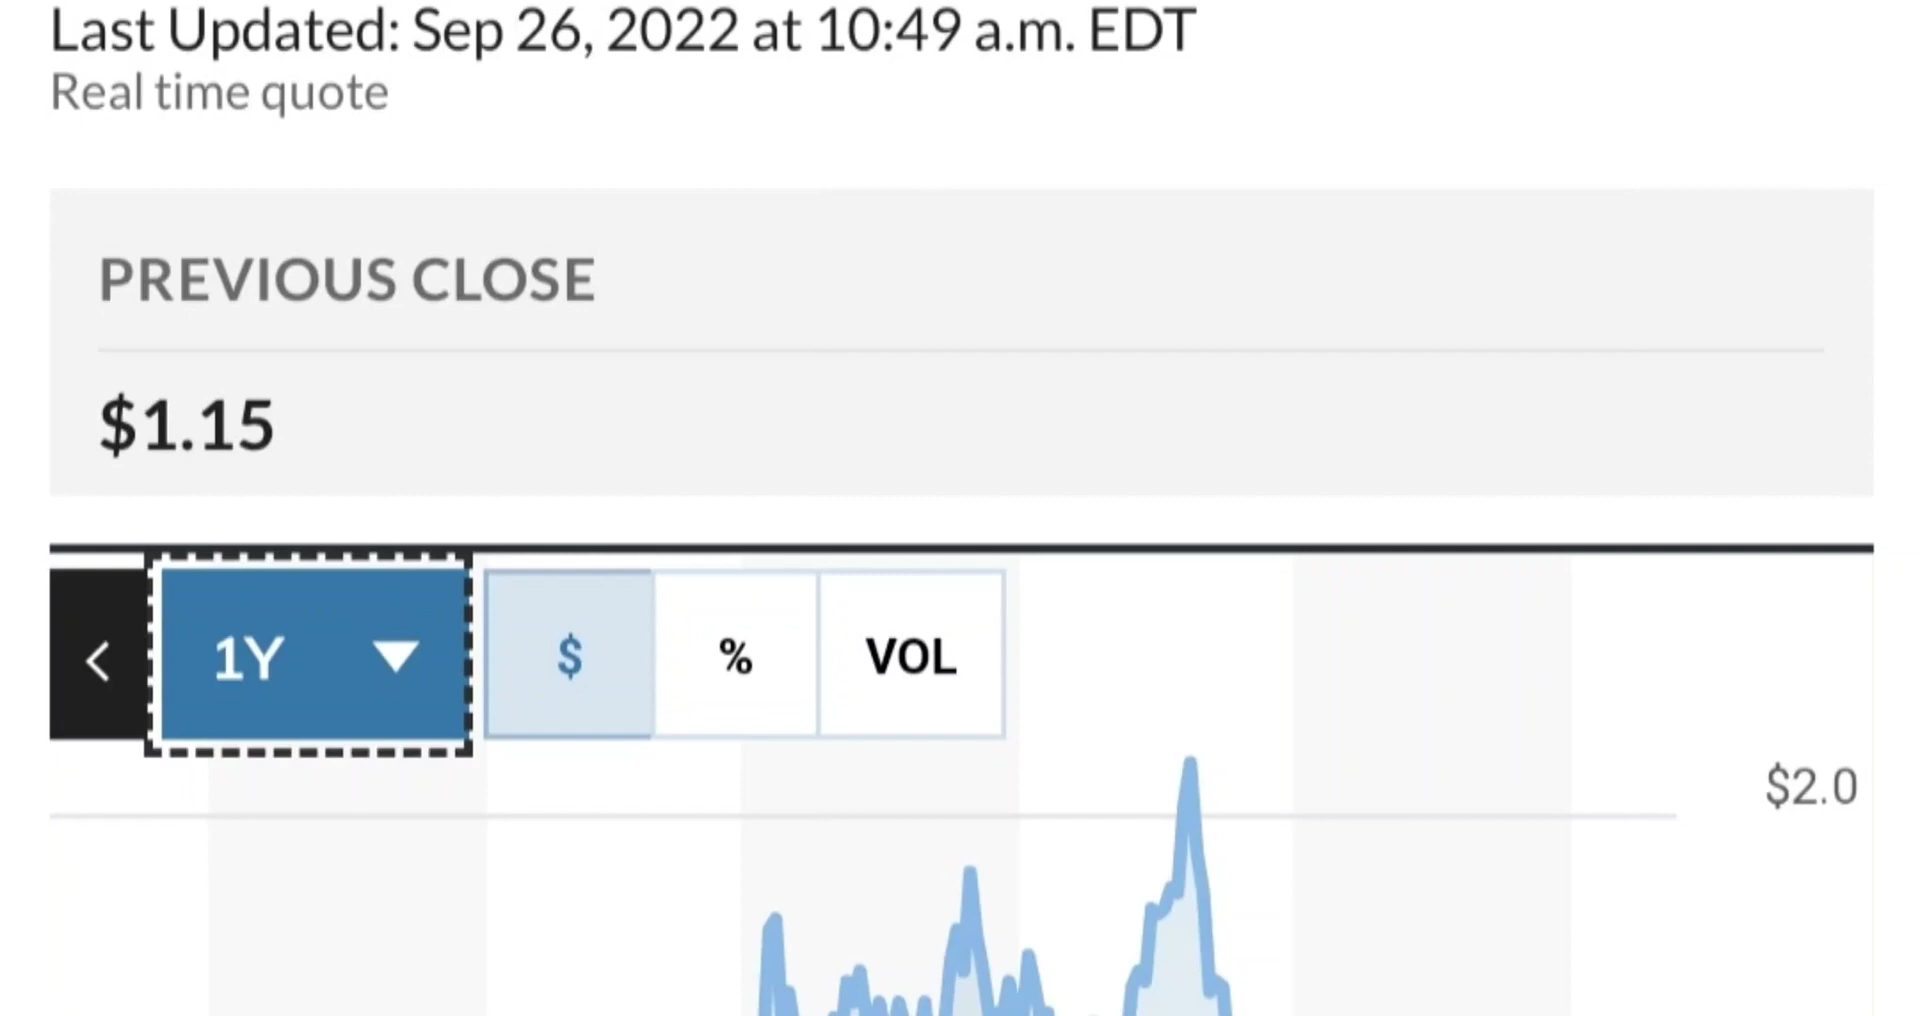 Last Updated: Sep 26, 2022 at 10:49 a.m. EDT
Real time quote
PREVIOUS CLOSE
$1.15
1Y $ % VOL
$2.0